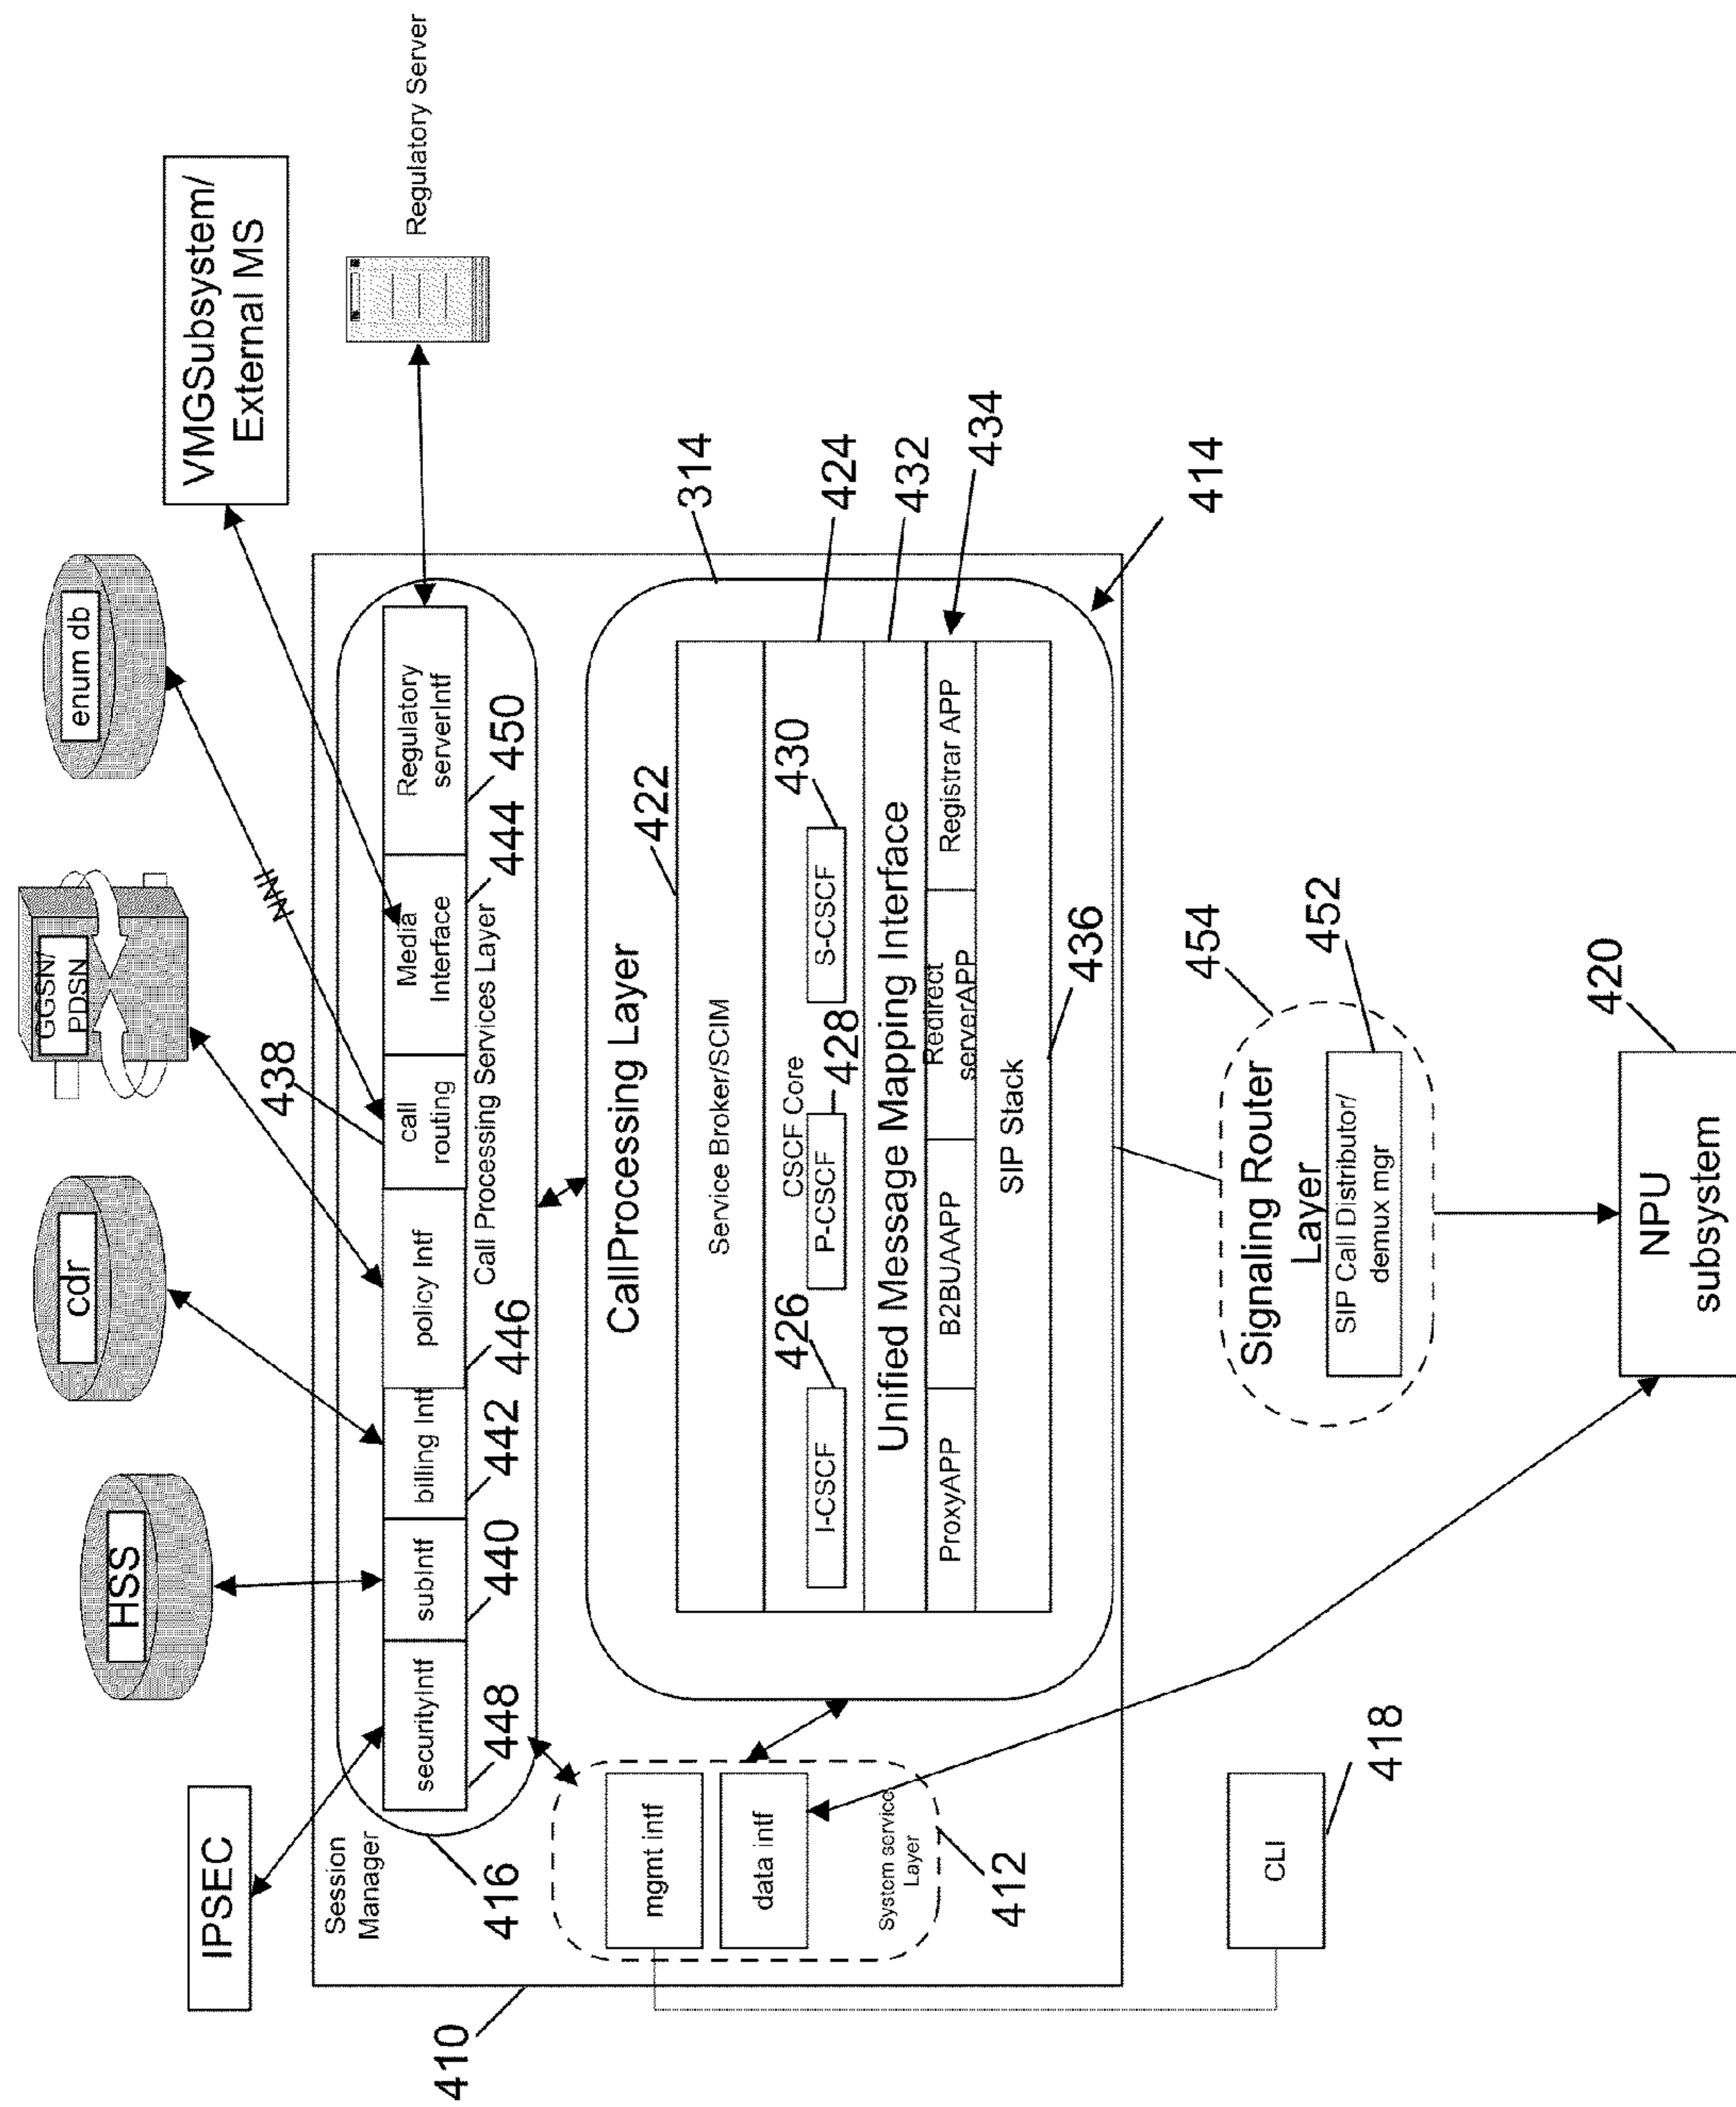 IPSEC
HSS
cdr
GGSN/
PDSN
enum db
VMGSubsystem/
External MS
Regulatory Server
Session
Manager
securityIntf
subIntf
billing Intf
policy Intf
call
routing
Media
Interface
Regulatory
serverIntf
Call Processing Services Layer
448
440
442
446
438
444
450
416
410
mgmt intf
data intf
System service
Layer
412
CallProcessing Layer
422
314
Service Broker/SCIM
424
CSCF Core
I-CSCF
426
P-CSCF
428
S-CSCF
430
Unified Message Mapping Interface
432
ProxyAPP
B2BUAAPP
Redirect
serverAPP
Registrar APP
434
SIP Stack
436
414
Signaling Router
Layer
454
SIP Call Distributor/
demux mgr
452
CLI
418
NPU
subsystem
420